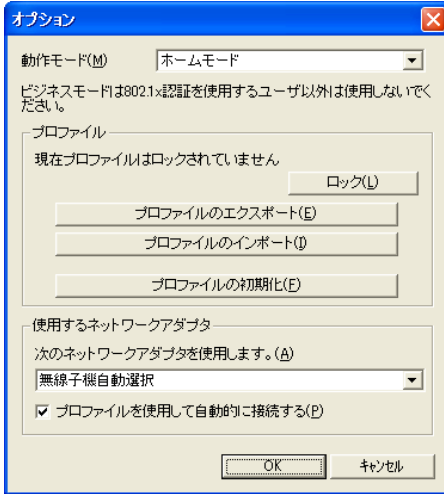 オプション
動作モード(M) ホームモード
ビジネスモードは802.1x認証を使用するユーザ以外は使用しないでく
ださい。
プロファイル
現在プロファイルはロックされていません
ロック(L)
プロファイルのエクスポート(E)
プロファイルのインポート(I)
プロファイルの初期化(F)
使用するネットワークアダプタ
次のネットワークアダプタを使用します。(A)
無線子機自動選択
プロファイルを使用して自動的に接続する(P)
OK キャンセル